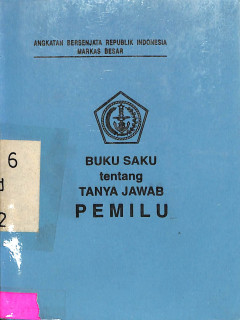 ANGKATAN BERSENJATA REPUBLIK INDONESIA
MARKAS BESAR
6
2
BUKU SAKU
tentang
TANYA JAWAB
PEMILU